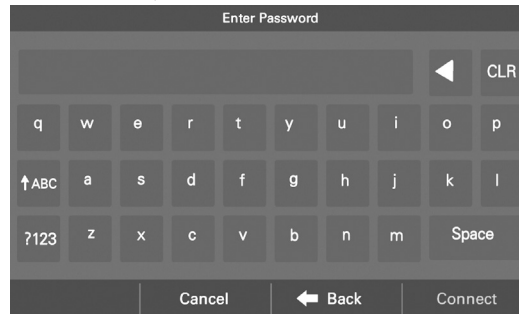 Enter Password
CLR
q w e r t y u i o p
ABC a s d f g h j k l
?123 z x c v b n m Space
Cancel Back Connect